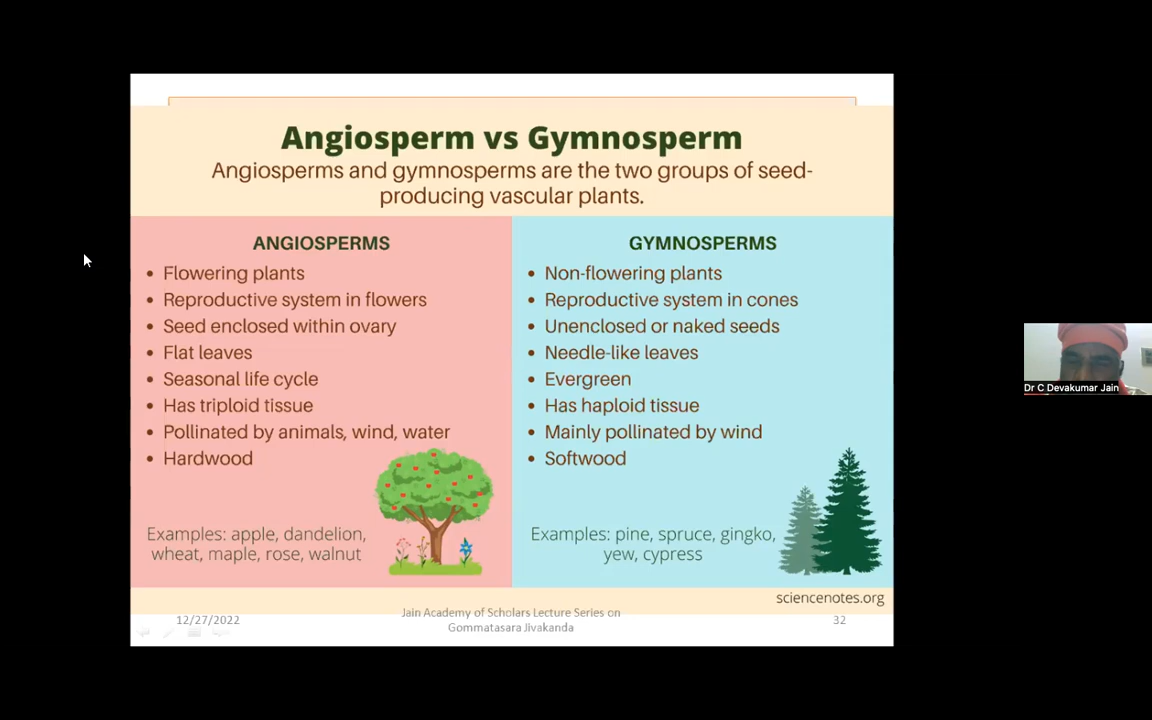 Angiosperm vs Gymnosperm
Angiosperms and gymnosperms are the two groups of seed-
producing vascular plants.
ANGIOSPERMS
• Flowering plants
• Reproductive system in flowers
• Seed enclosed within ovary
• Flat leaves
• Seasonal life cycle
• Has triploid tissue
• Pollinated by animals, wind, water
• Hardwood
Examples: apple, dandelion,
wheat, maple, rose, walnut
GYMNOSPERMS
• Non-flowering plants
• Reproductive system in cones
• Unenclosed or naked seeds
• Needle-like leaves
• Evergreen
• Has haploid tissue
• Mainly pollinated by wind
• Softwood
Examples: pine, spruce, gingko,
yew, cypress
sciencenotes.org
12/27/2022
Jain Academy of Scholars Lecture Series on
Gommatasara Jivakanda
32
Dr C Devakumar Jain